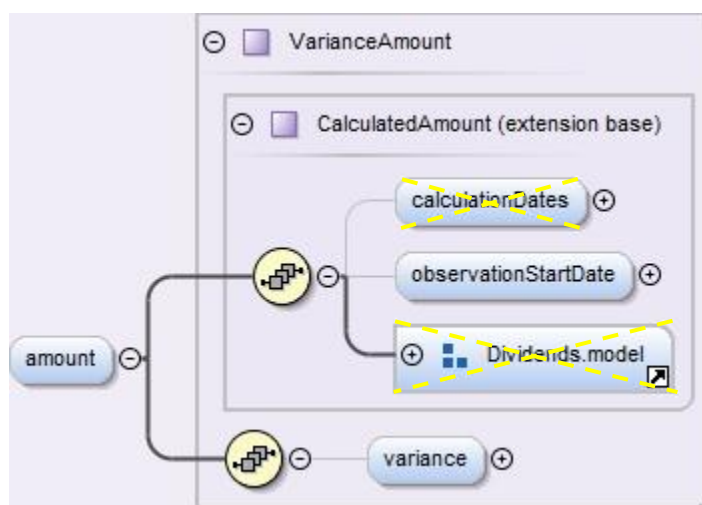 VarianceAmount
CalculatedAmount (extension base)
calculationDates
observationStartDate
Dividends.model
amount
variance